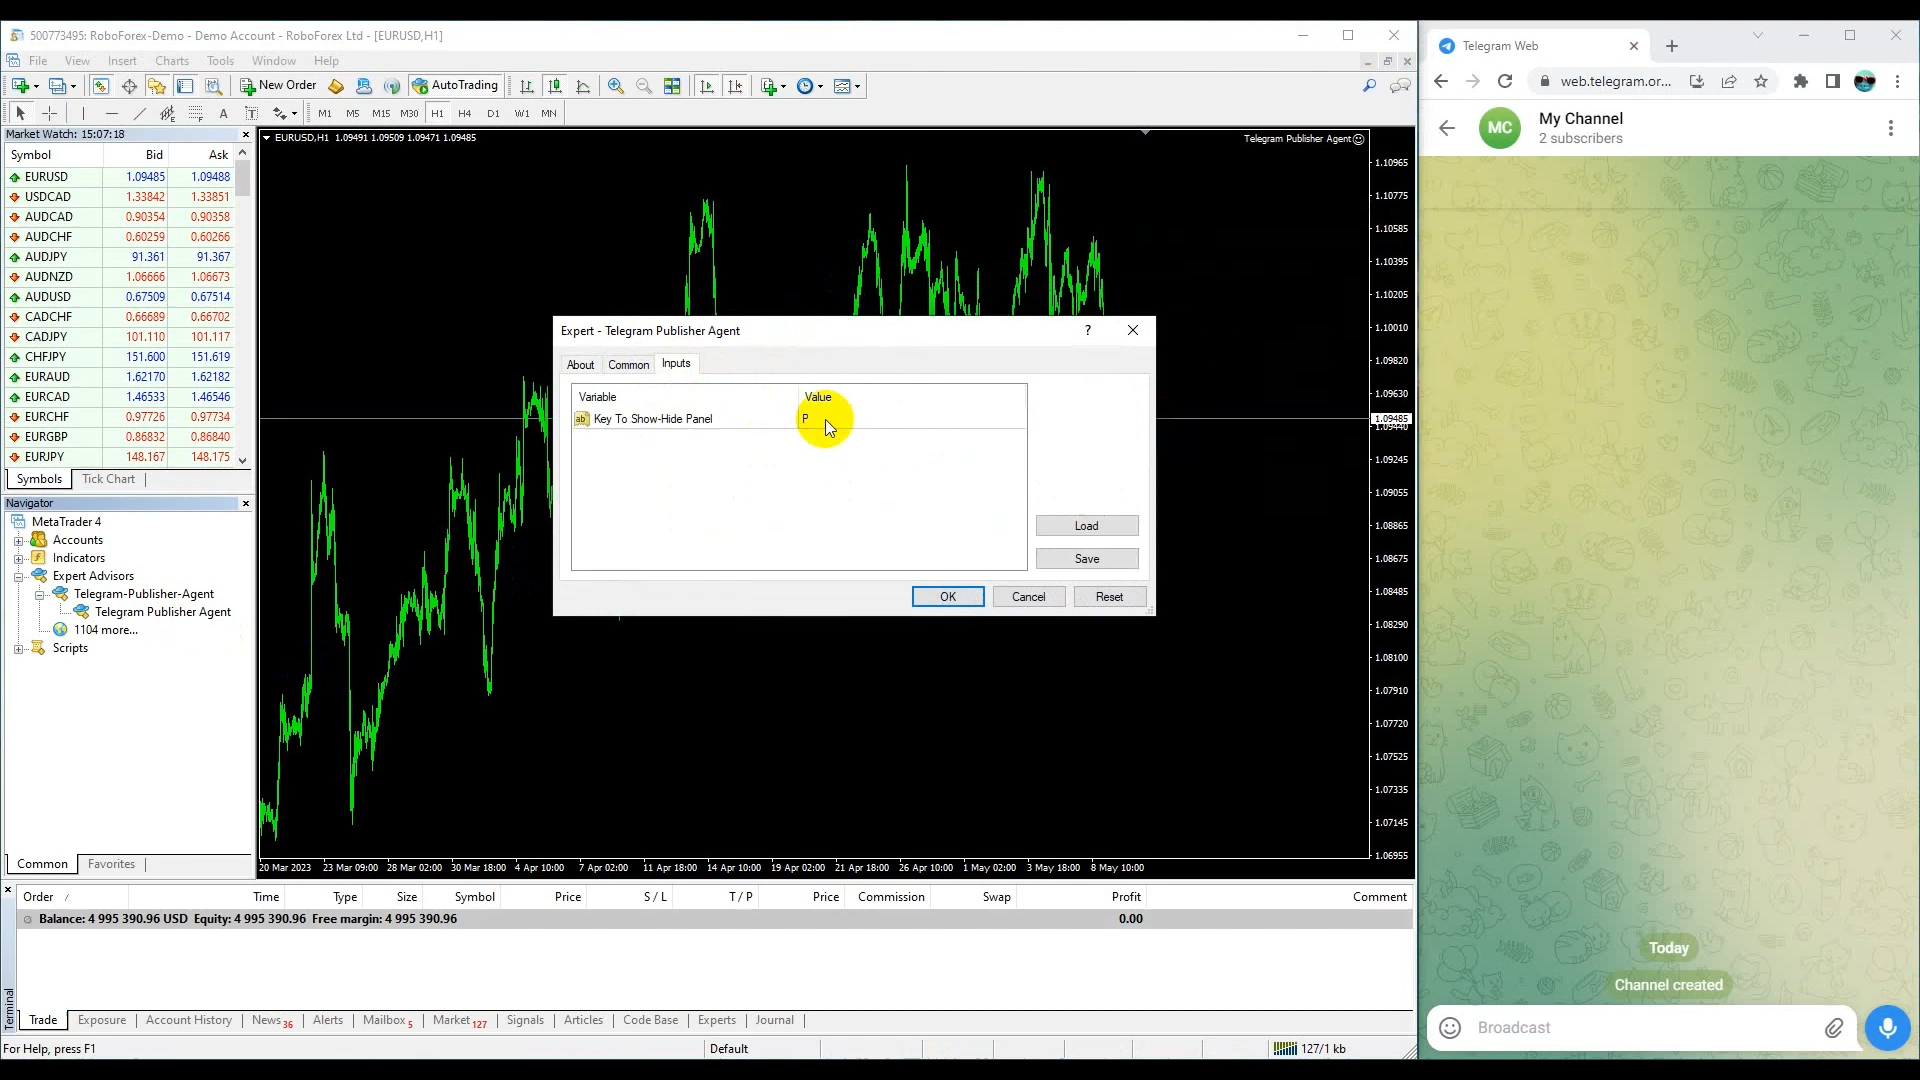 500773495: RoboForex-Demo - Demo Account - RoboForex Ltd - [EURUSD,H1]
File View Insert Charts Tools Window Help
New Order AutoTrading
A T M1 M5 M15 M30 H1 H4 D1 W1 MN
Market Watch: 15:07:18
Symbol Bid Ask
EURUSD 1.09485 1.09488
USDCAD 1.33842 1.33851
AUDCAD 0.90354 0.90358
AUDCHF 0.60259 0.60266
AUDJPY 91.361 91.367
AUDNZD 1.06666 1.06673
AUDUSD 0.67509 0.67514
CADCHF 0.66689 0.66702
CADJPY 101.110 101.117
CHFJPY 151.600 151.619
EURAUD 1.62170 1.62182
EURCAD 1.46533 1.46546
EURCHF 0.97726 0.97734
EURGBP 0.86832 0.86840
EURJPY 148.167 148.175
Symbols Tick Chart
Navigator
MetaTrader 4
Accounts
Indicators
Expert Advisors
Telegram-Publisher-Agent
Telegram Publisher Agent
1104 more...
Scripts
Common Favorites
EURUSD,H1 1.09491 1.09509 1.09471 1.09485
Telegram Publisher Agent
1.10965
1.10775
1.10585
1.10395
1.10205
1.10010
1.09820
1.09630
1.09485
1.09440
1.09245
1.09055
1.08865
1.08675
1.08485
1.08290
1.08100
1.07910
1.07720
1.07525
1.07335
1.07145
1.06955
20 Mar 2023 23 Mar 09:00 28 Mar 02:00 30 Mar 18:00 4 Apr 10:00 7 Apr 02:00 11 Apr 18:00 14 Apr 10:00 19 Apr 02:00 21 Apr 18:00 26 Apr 10:00 1 May 02:00 3 May 18:00 8 May 10:00
Expert - Telegram Publisher Agent
?
About Common Inputs
Variable Value
ab Key To Show-Hide Panel P
Load
Save
OK Cancel Reset
Order / Time Type Size Symbol Price S / L T / P Price Commission Swap Profit Comment
Balance: 4 995 390.96 USD Equity: 4 995 390.96 Free margin: 4 995 390.96 0.00
Terminal
Trade Exposure Account History News 36 Alerts Mailbox 5 Market 127 Signals Articles Code Base Experts Journal
For Help, press F1 Default 127/1 kb
Telegram Web
web.telegram.or...
MC
My Channel
2 subscribers
Today
Channel created
Broadcast